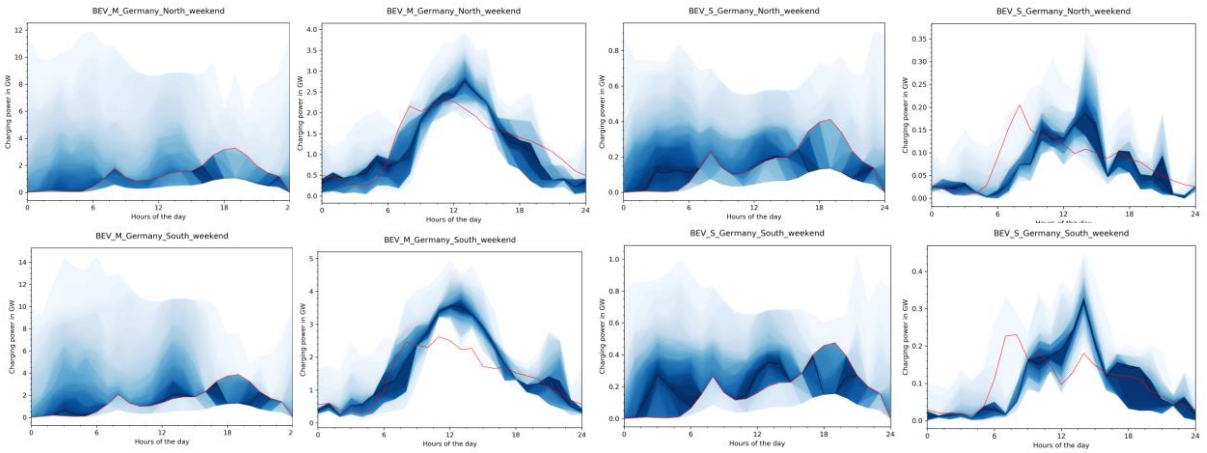 BEV_M_Germany_North_weekend
Charging power in GW
12
10
8
6
4
2
0
0 6 12 18 2
Hours of the day
BEV_M_Germany_North_weekend
Charging power in GW
4.0
3.5
3.0
2.5
2.0
1.5
1.0
0.5
0.0
0 6 12 18 24
Hours of the day
BEV_S_Germany_North_weekend
Charging power in GW
0.8
0.6
0.4
0.2
0.0
0 6 12 18 24
Hours of the day
BEV_S_Germany_North_weekend
Charging power in GW
0.35
0.30
0.25
0.20
0.15
0.10
0.05
0.00
0 6 12 18 24
Hours of the day
BEV_M_Germany_South_weekend
Charging power in GW
14
12
10
8
6
4
2
0
0 6 12 18 2
Hours of the day
BEV_M_Germany_South_weekend
Charging power in GW
5
4
3
2
1
0
0 6 12 18 24
Hours of the day
BEV_S_Germany_South_weekend
Charging power in GW
1.0
0.8
0.6
0.4
0.2
0.0
0 6 12 18 24
Hours of the day
BEV_S_Germany_South_weekend
Charging power in GW
0.4
0.3
0.2
0.1
0.0
0 6 12 18 24
Hours of the day